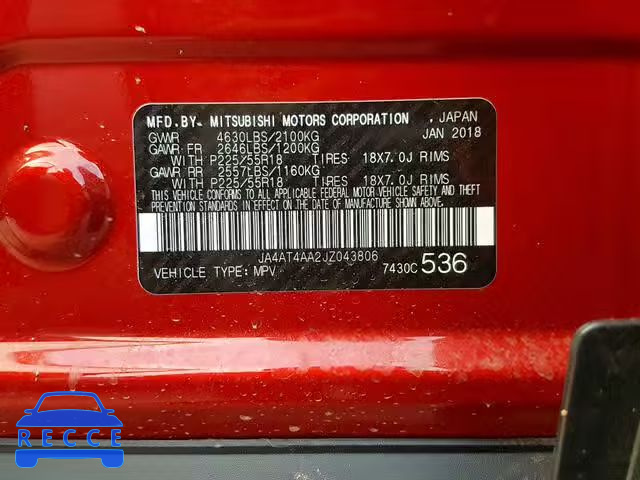 MFD. BY- MITSUBISHI MOTORS CORPORATION . JAPAN
GVWR 4630LBS/2100KG JAN 2018
GAWR FR 2646LBS/1200KG
WITH P225/55R18 TIRES 18X7.0J RIMS
GAWR RR 2557LBS/1160KG
WITH P225/55R18 TIRES 18X7.0J RIMS
THIS VEHICLE CONFORMS TO ALL APPLICABLE FEDERAL MOTOR-VEHICLE SAFETY AND THEFT
PREVENTION STANDARDS IN EFFECT ON THE DATE OF MANUFACTURE SHOWN ABOVE.
JA4AT4AA2JZ043806
VEHICLE TYPE: MPV 7430C 536
RECCE